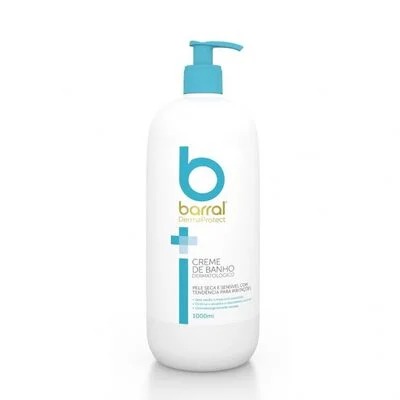 b
barral
DermaProtect
CREME
DE BANHO
DERMATOLÓGICO
PELE SECA E SENSÍVEL COM
TENDÊNCIA PARA IRRITAÇÕES
1000ml